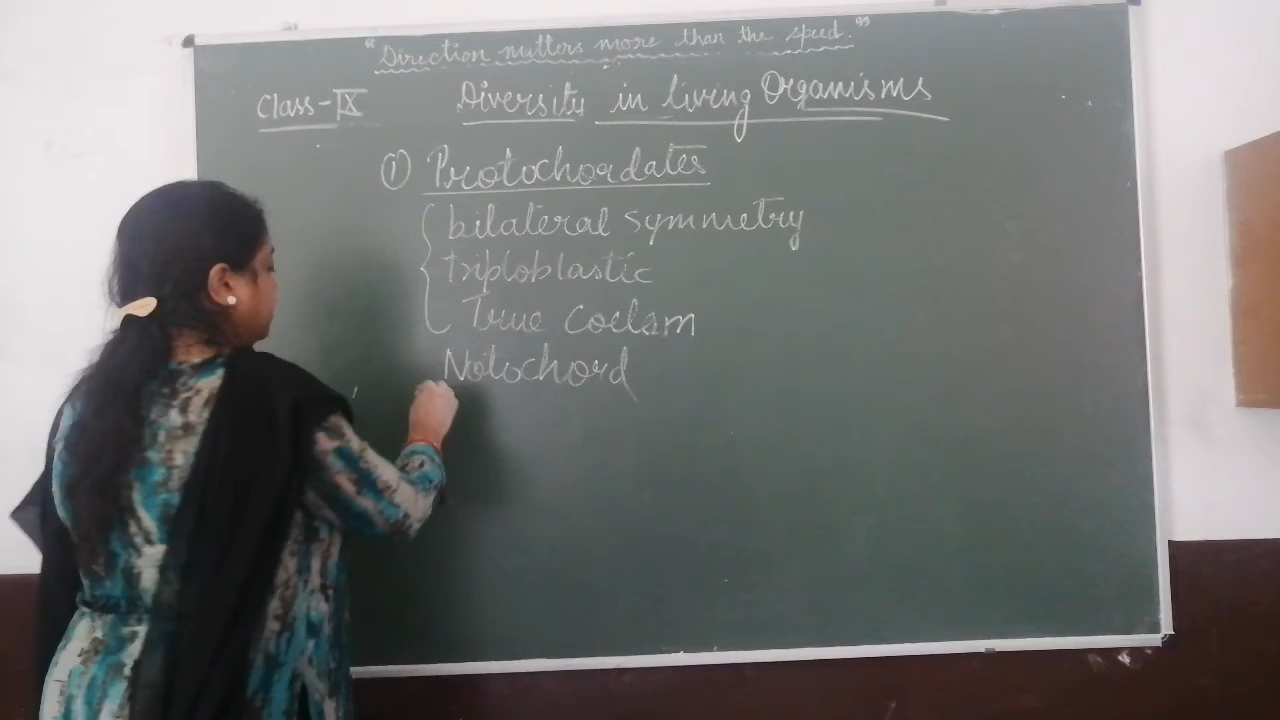 "Direction matters more than the speed."
Class-IX Diversity in living Organisms
① Protochordates
bilateral symmetry
triploblastic
True Coelam
Notochord